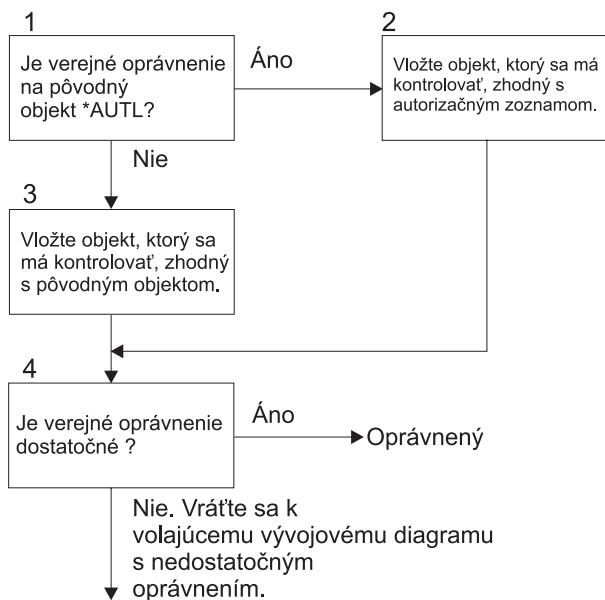 1
Je verejné oprávnenie
na pôvodný
objekt *AUTL?
Áno
2
Vložte objekt, ktorý sa má
kontrolovať, zhodný s
autorizačným zoznamom.
Nie
3
Vložte objekt, ktorý sa
má kontrolovať, zhodný
s pôvodným objektom.
4
Je verejné oprávnenie
dostatočné ?
Áno
Oprávnený
Nie. Vráťte sa k
volajúcemu vývojovému diagramu
s nedostatočným
oprávnením.